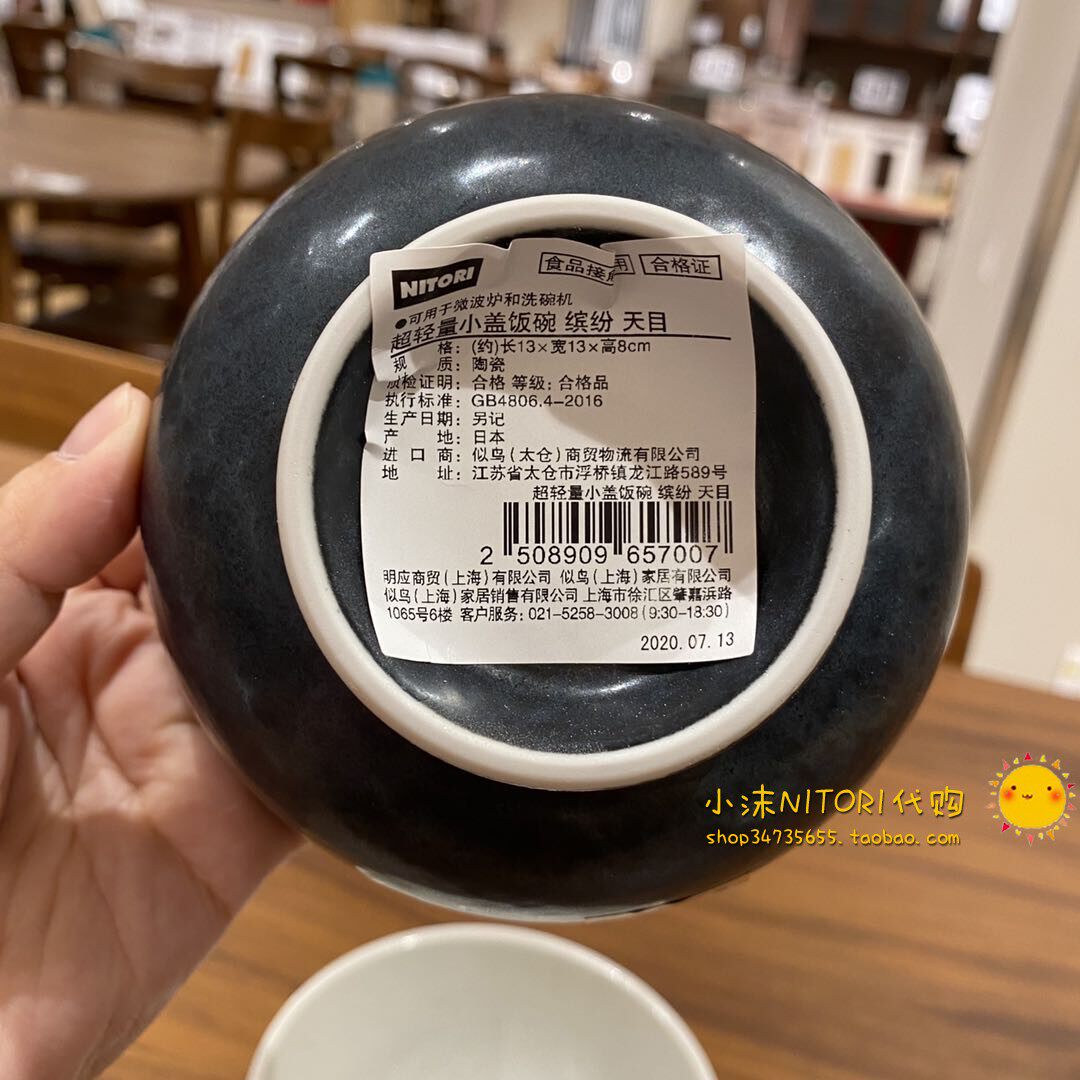 NITORI
食品接触用 合格证
●可用于微波炉和洗碗机
超轻量小盖饭碗 缤纷 天目
规 格：(约)长13×宽13×高8cm
质：陶瓷
质检证明：合格 等级：合格品
执行标准：GB4806.4-2016
生产日期：另记
产 地：日本
进 口 商：似鸟(太仓)商贸物流有限公司
地 址：江苏省太仓市浮桥镇龙江路589号
超轻量小盖饭碗 缤纷 天目
2 508909 657007
明应商贸(上海)有限公司 似鸟(上海)家居有限公司
似鸟(上海)家居销售有限公司 上海市徐汇区肇嘉浜路
1065号6楼 客户服务：021-5258-3008(9:30-18:30)
2020.07.13
小沫NITORI代购
shop34735655.taobao.com